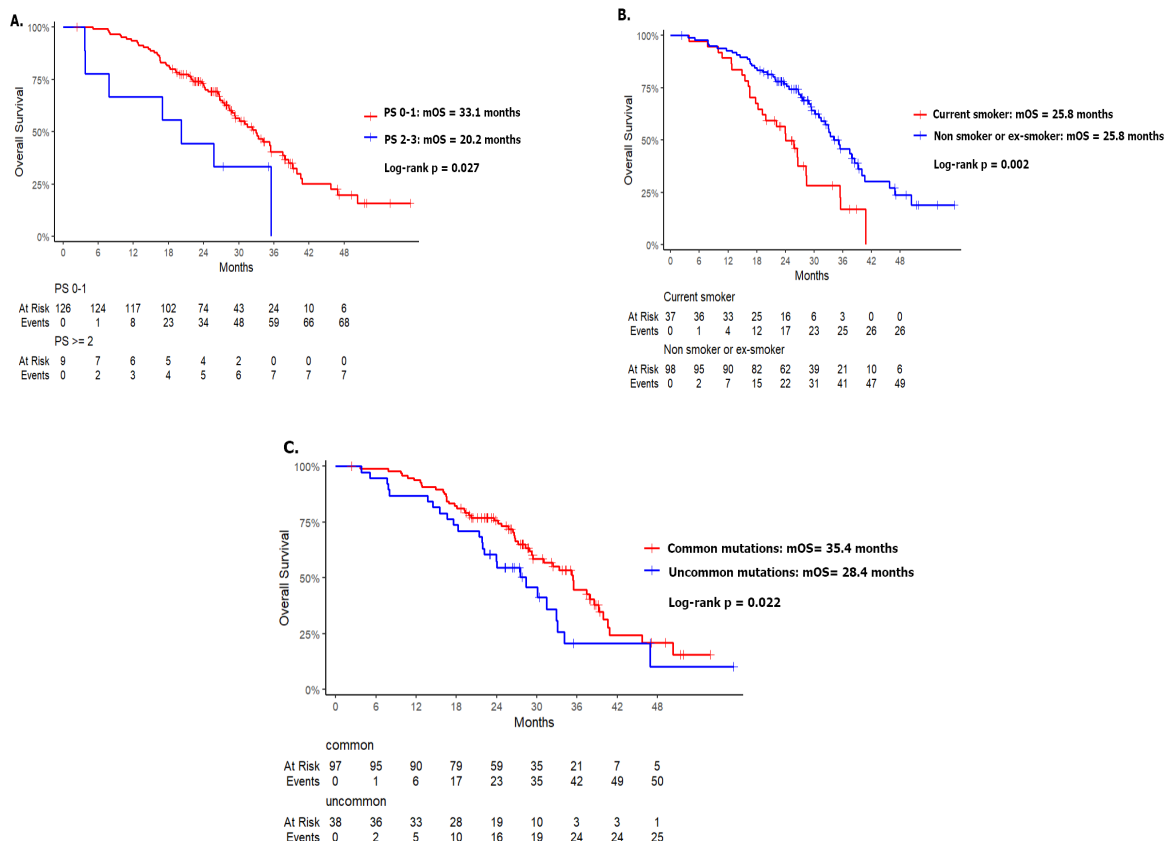 A.
100%
75%
50%
25%
0%
Overall Survival
0 6 12 18 24 30 36 42 48
Months
PS 0-1: mOS = 33.1 months
PS 2-3: mOS = 20.2 months
Log-rank p = 0.027
PS 0-1
At Risk 126 124 117 102 74 43 24 10 6
Events 0 1 8 23 34 48 59 66 68
PS >= 2
At Risk 9 7 6 5 4 2 0 0 0
Events 0 2 3 4 5 6 7 7 7
B.
100%
75%
50%
25%
0%
Overall Survival
0 6 12 18 24 30 36 42 48
Months
Current smoker: mOS = 25.8 months
Non smoker or ex-smoker: mOS = 25.8 months
Log-rank p = 0.002
Current smoker
At Risk 37 36 33 25 16 6 3 0 0
Events 0 1 4 12 17 23 25 26 26
Non smoker or ex-smoker
At Risk 98 95 90 82 62 39 21 10 6
Events 0 2 7 15 22 31 41 47 49
C.
100%
75%
50%
25%
0%
Overall Survival
0 6 12 18 24 30 36 42 48
Months
Common mutations: mOS= 35.4 months
Uncommon mutations: mOS= 28.4 months
Log-rank p = 0.022
common
At Risk 97 95 90 79 59 35 21 7 5
Events 0 1 6 17 23 35 42 49 50
uncommon
At Risk 38 36 33 28 19 10 3 3 1
Events 0 2 5 10 16 19 24 24 25